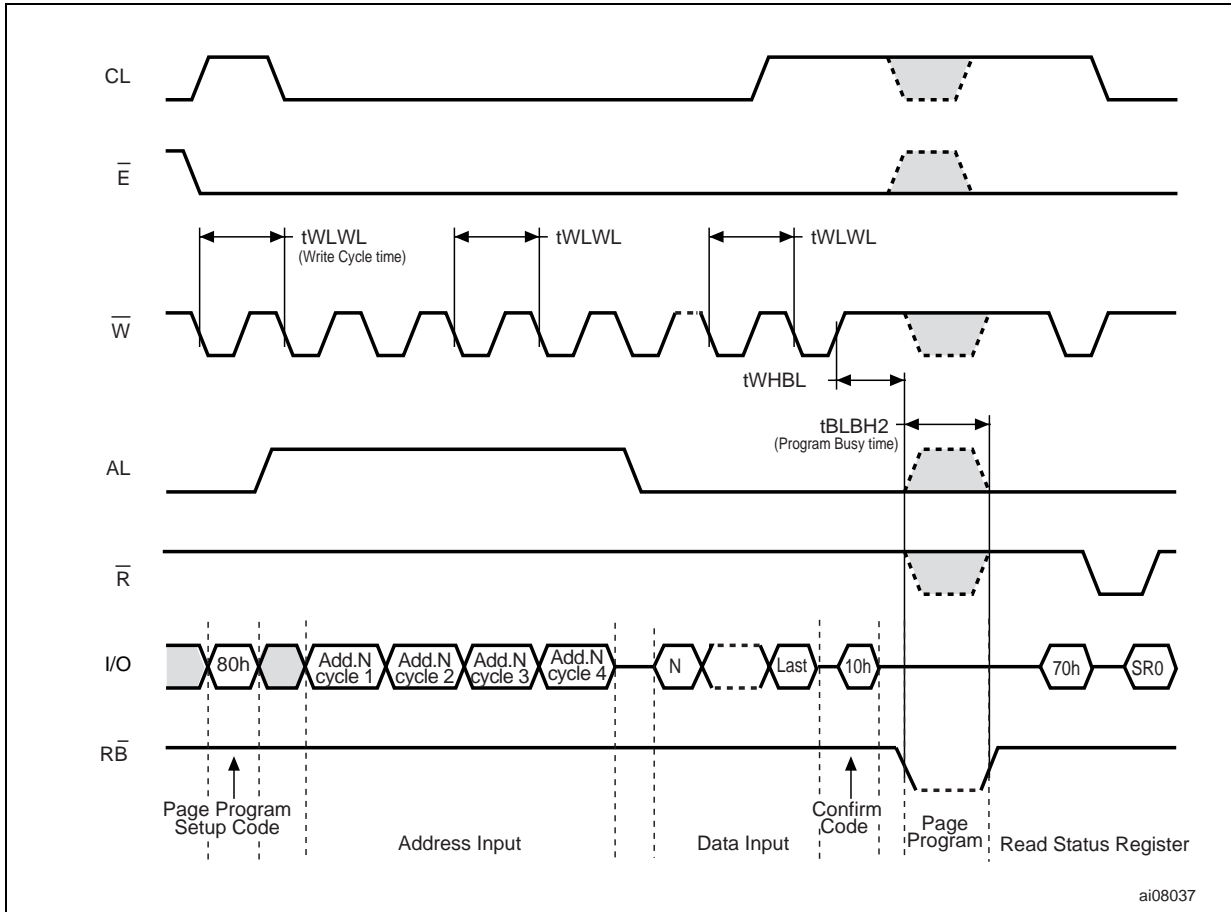 CL
E
tWLWL
(Write Cycle time)
tWLWL
tWLWL
W
tWHBL
tBLBH2
(Program Busy time)
AL
R
I/O
80h
Add.N
cycle 1
Add.N
cycle 2
Add.N
cycle 3
Add.N
cycle 4
N
Last
10h
70h
SR0
RB
Page Program
Setup Code
Address Input
Data Input
Confirm
Code
Page
Program
Read Status Register
ai08037